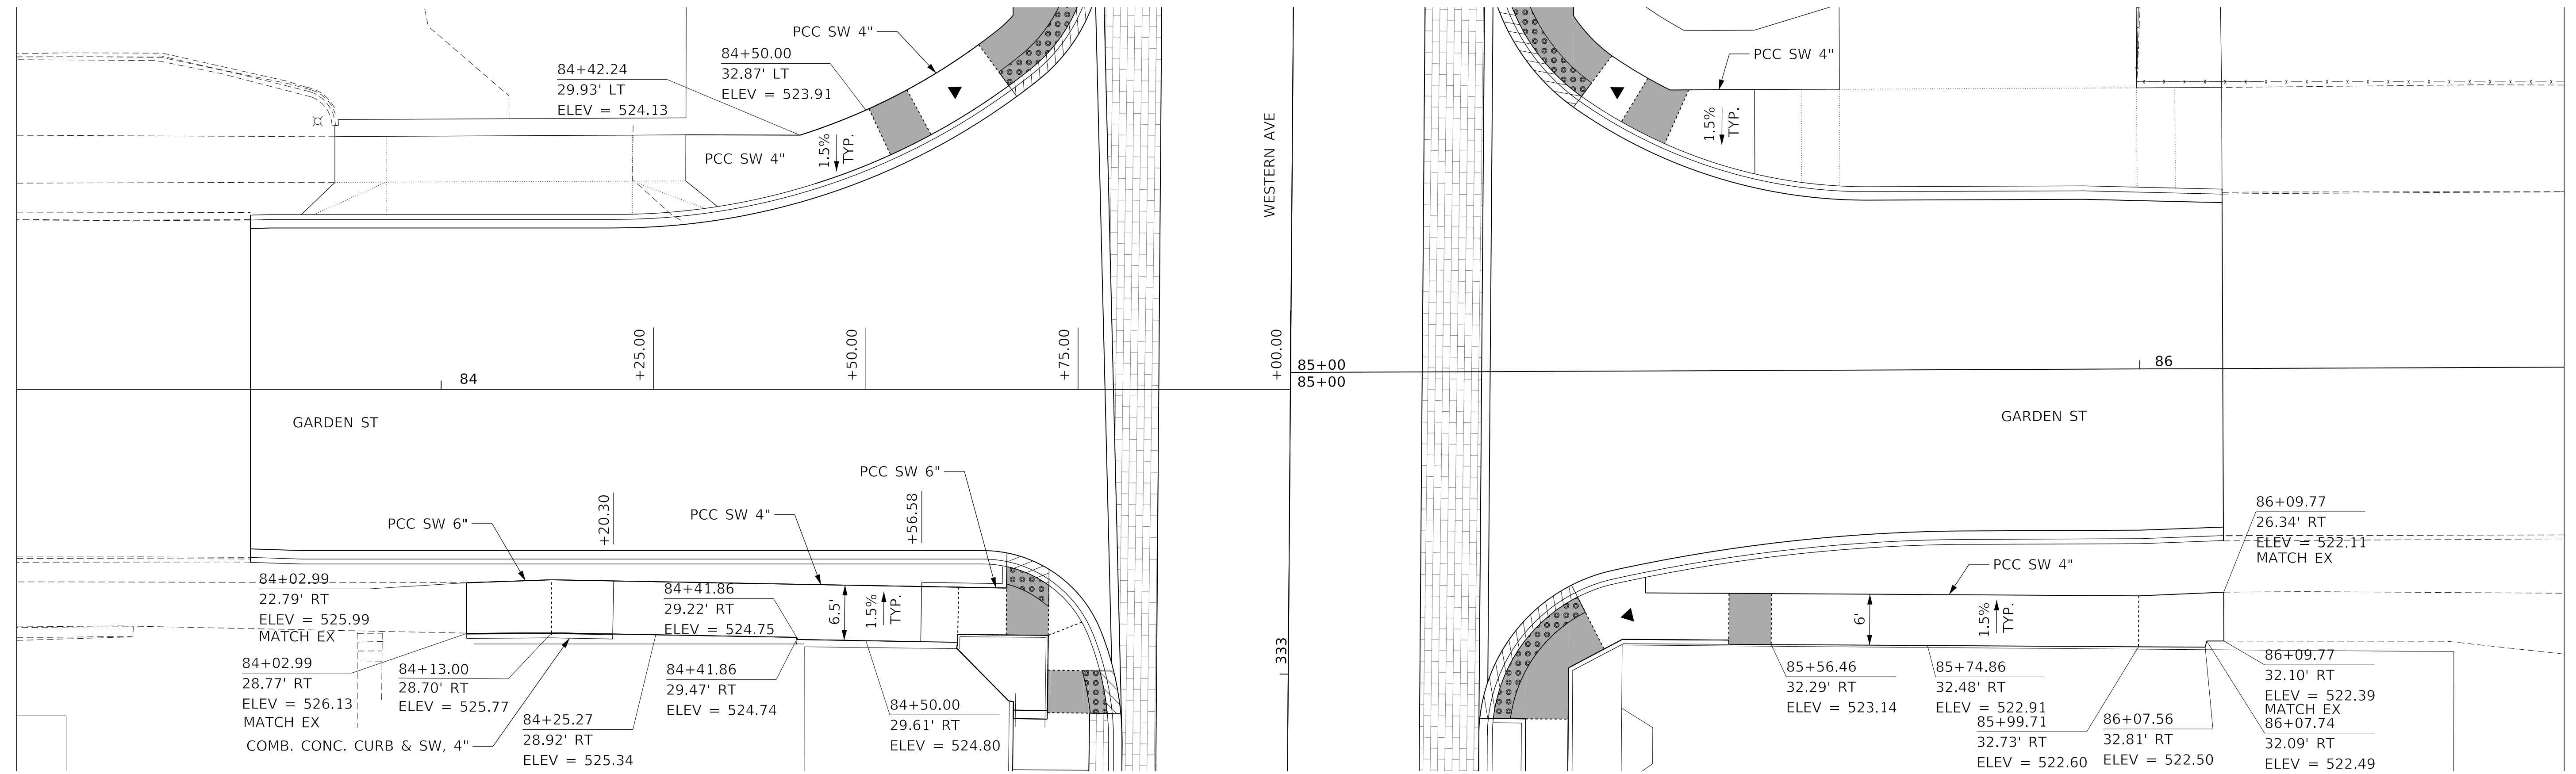 PCC SW 4"
84+50.00
32.87' LT
ELEV = 523.91
84+42.24
29.93' LT
ELEV = 524.13
PCC SW 4"
1.5%
TYP.
WESTERN AVE
PCC SW 4"
1.5%
TYP.
84
+25.00
+50.00
+75.00
+00.00
85+00
85+00
86
GARDEN ST
GARDEN ST
PCC SW 6"
PCC SW 4"
PCC SW 6"
+20.30
+56.58
84+02.99
22.79' RT
ELEV = 525.99
MATCH EX
84+02.99
28.77' RT
ELEV = 526.13
MATCH EX
84+13.00
28.70' RT
ELEV = 525.77
COMB. CONC. CURB & SW, 4"
84+25.27
28.92' RT
ELEV = 525.34
84+41.86
29.22' RT
ELEV = 524.75
84+41.86
29.47' RT
ELEV = 524.74
6.5'
1.5%
TYP.
84+50.00
29.61' RT
ELEV = 524.80
333
86+09.77
26.34' RT
ELEV = 522.11
MATCH EX
PCC SW 4"
6'
1.5%
TYP.
85+56.46
32.29' RT
ELEV = 523.14
85+74.86
32.48' RT
ELEV = 522.91
85+99.71
32.73' RT
ELEV = 522.60
86+07.56
32.81' RT
ELEV = 522.50
86+09.77
32.10' RT
ELEV = 522.39
MATCH EX
86+07.74
32.09' RT
ELEV = 522.49